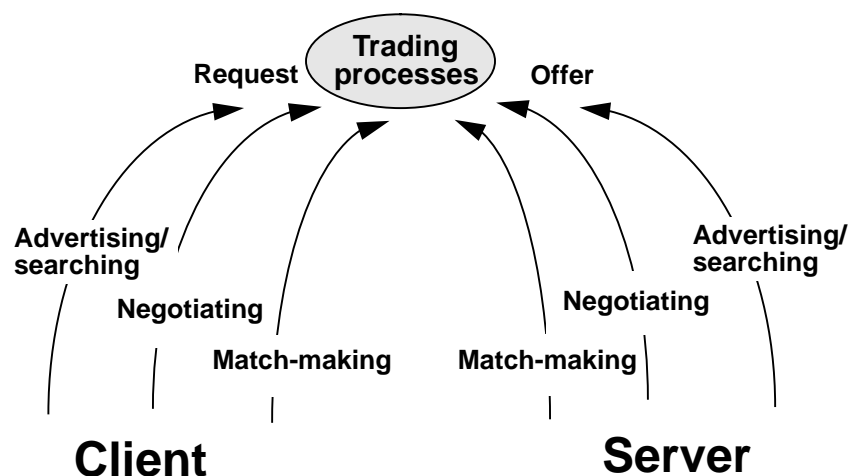 Trading
processes
Request
Offer
Advertising/
searching
Advertising/
searching
Negotiating
Negotiating
Match-making
Match-making
Client
Server